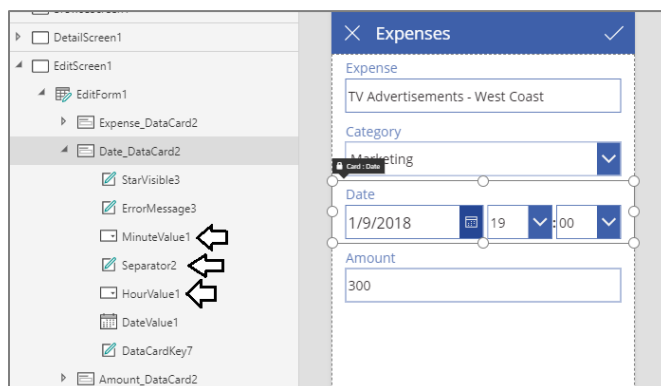 DetailScreen1
EditScreen1
EditForm1
Expense_DataCard2
Date_DataCard2
StarVisible3
ErrorMessage3
MinuteValue1
Separator2
HourValue1
DateValue1
DataCardKey7
Amount_DataCard2
Expenses
Expense
TV Advertisements - West Coast
Category
Marketing
Card : Date
Date
1/9/2018 19 : 00
Amount
300